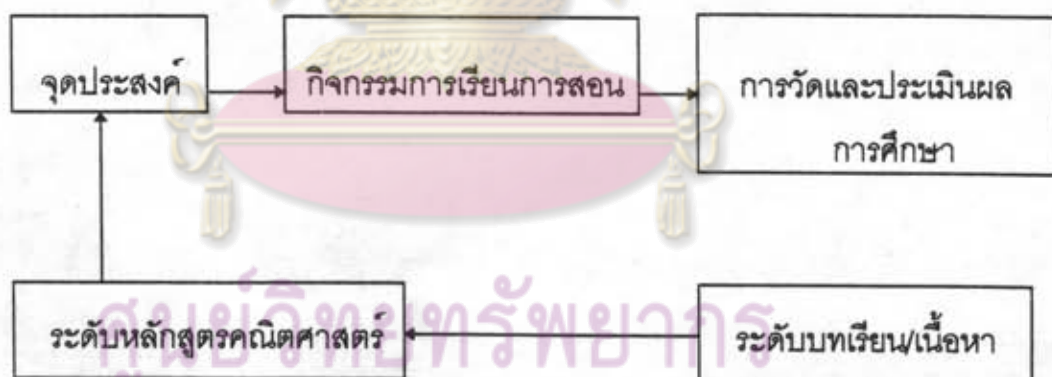 จุดประสงค์
กิจกรรมการเรียนการสอน
การวัดและประเมินผล
การศึกษา
ระดับหลักสูตรคณิตศาสตร์
ระดับบทเรียน/เนื้อหา
ศูนย์วิทยทรัพยากร